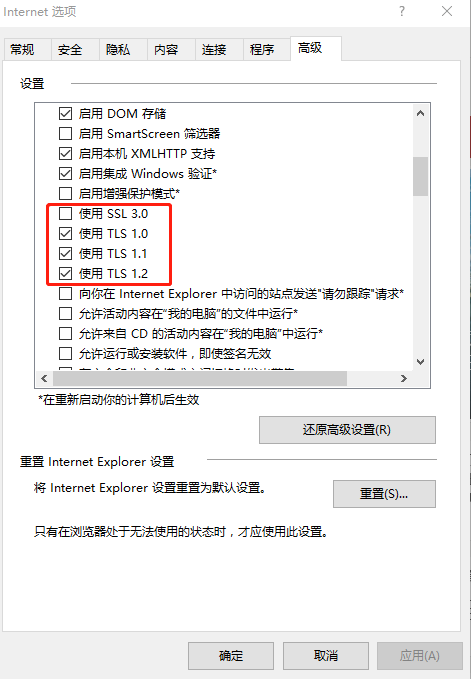 Internet 选项
常规 安全 隐私 内容 连接 程序 高级
设置
启用 DOM 存储
启用 SmartScreen 筛选器
启用本机 XMLHTTP 支持
启用集成 Windows 验证*
启用增强保护模式*
使用 SSL 3.0
使用 TLS 1.0
使用 TLS 1.1
使用 TLS 1.2
向你在 Internet Explorer 中访问的站点发送"请勿跟踪"请求*
允许活动内容在"我的电脑"的文件中运行*
允许来自 CD 的活动内容在"我的电脑"中运行*
允许运行或安装软件，即使签名无效
*在重新启动你的计算机后生效
还原高级设置(R)
重置 Internet Explorer 设置
将 Internet Explorer 设置重置为默认设置。
重置(S)...
只有在浏览器处于无法使用的状态时，才应使用此设置。
确定 取消 应用(A)